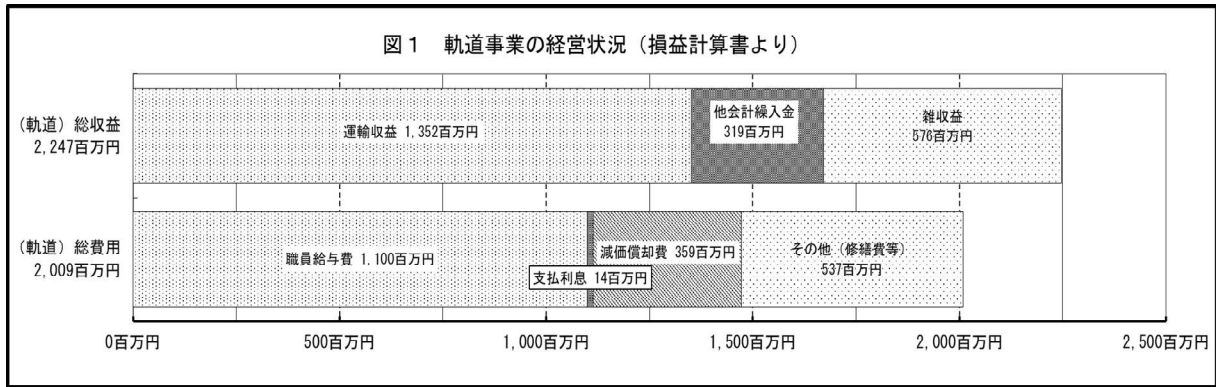 図１　軌道事業の経営状況（損益計算書より）
（軌道）総収益
2,247百万円
運輸収益 1,352百万円
他会計繰入金
319百万円
雑収益
576百万円
（軌道）総費用
2,009百万円
職員給与費 1,100百万円
支払利息 14百万円
減価償却費 359百万円
その他（修繕費等）
537百万円
0百万円
500百万円
1,000百万円
1,500百万円
2,000百万円
2,500百万円